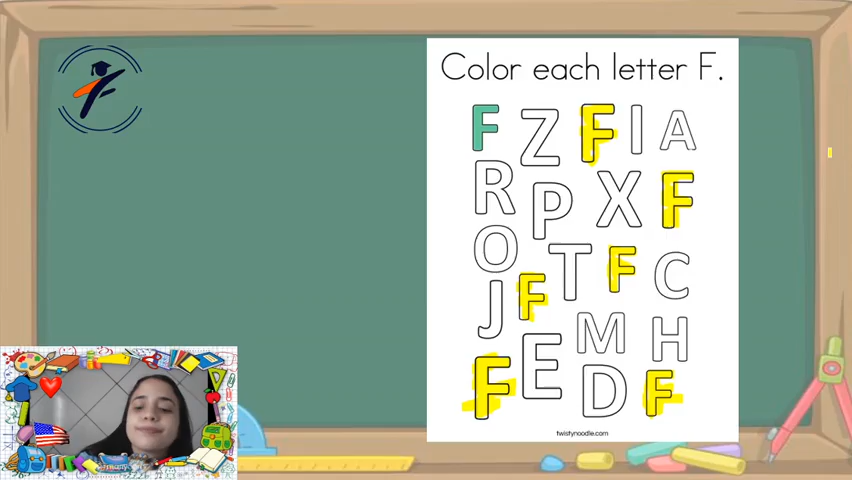 Color each letter F.
F Z F I A
R P X F
O T F C
J F M H
F E D F
twistynoodle.com